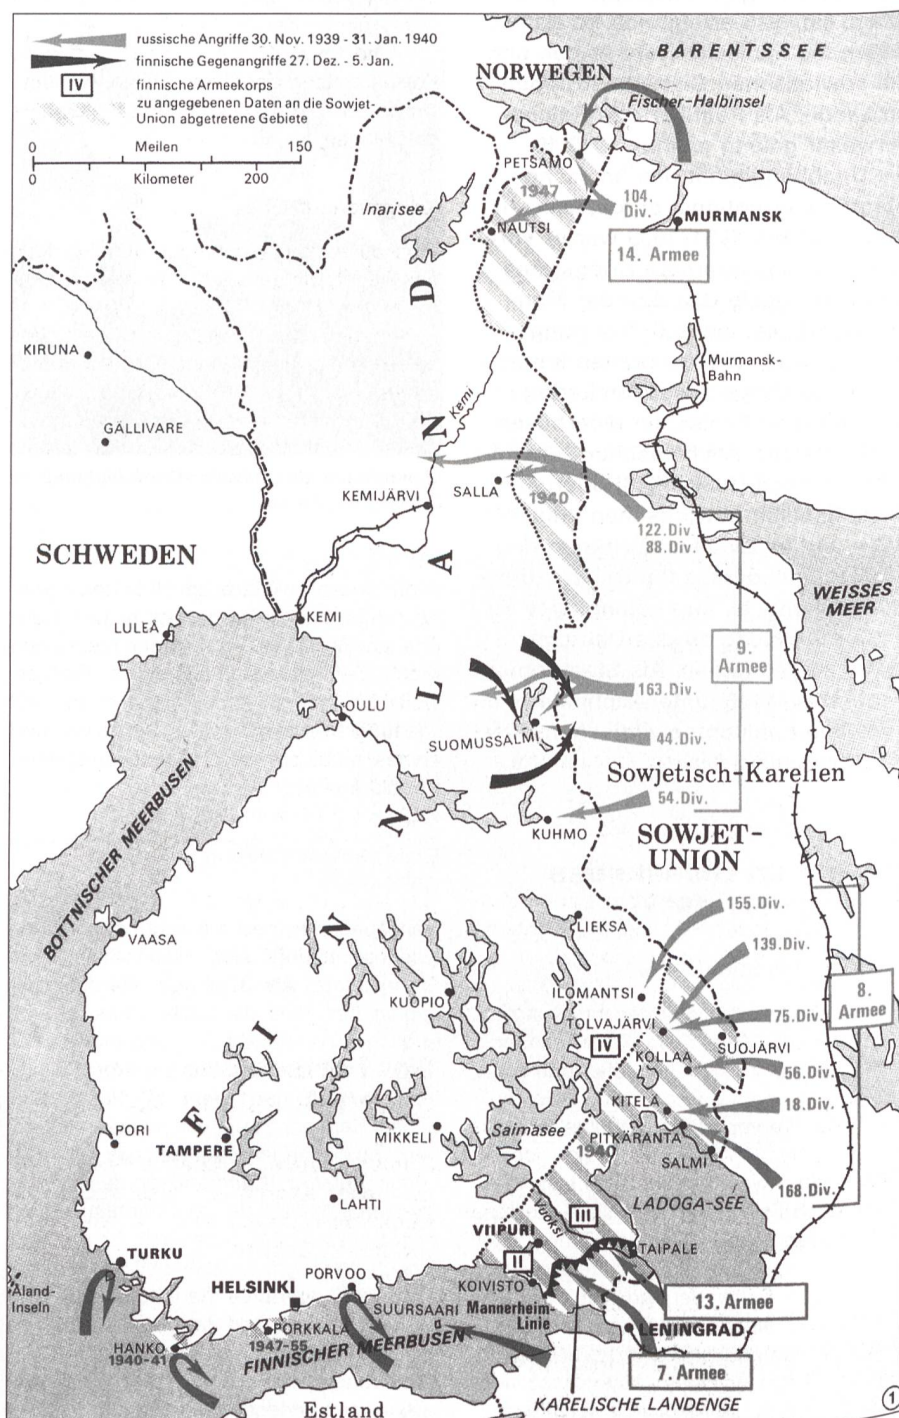 russische Angriffe 30. Nov. 1939 - 31. Jan. 1940
finnische Gegenangriffe 27. Dez. - 5. Jan.
IV
finnische Armeekorps
zu angegebenen Daten an die Sowjet-
Union abgetretene Gebiete
0 Meilen 150
0 Kilometer 200
BARENTSSEE
NORWEGEN
Fischer-Halbinsel
PETSAMO
1947
104.
Div.
Inarisee
NAUTSI
MURMANSK
14. Armee
KIRUNA
Murmansk-
Bahn
Kemi
GÄLLIVARE
SALLA
1940
KEMIJÄRVI
122. Div.
88. Div.
SCHWEDEN
WEISSES
MEER
LULEÅ
KEMI
9.
Armee
163. Div.
OULU
SUOMUSSALMI
44. Div.
Sowjetisch-Karelien
54. Div.
KUHMO
SOWJET-
UNION
BOTTNISCHER MEERBUSEN
FINNLAND
155. Div.
LIEKSA
VAASA
139. Div.
KUOPIO
ILOMANTSI
8.
Armee
TOLVAJÄRVI
75. Div.
IV
SUOJÄRVI
KOLLAA
56. Div.
KITELA
18. Div.
PORI
MIKKELI
Saimasee
PITKÄRANTA
TAMPERE
1940
SALMI
168. Div.
LAHTI
LADOGA-SEE
Vuoksi
III
VIIPURI
TAIPALE
TURKU
II
Åland-
Inseln
HELSINKI
PORVOO
KOIVISTO
SUURSAARI
Mannerheim-
Linie
13. Armee
PORKKALA
1947-55
LENINGRAD
HANKO
1940-41
FINNISCHER MEERBUSEN
7. Armee
KARELISCHE LANDENGE
Estland
1